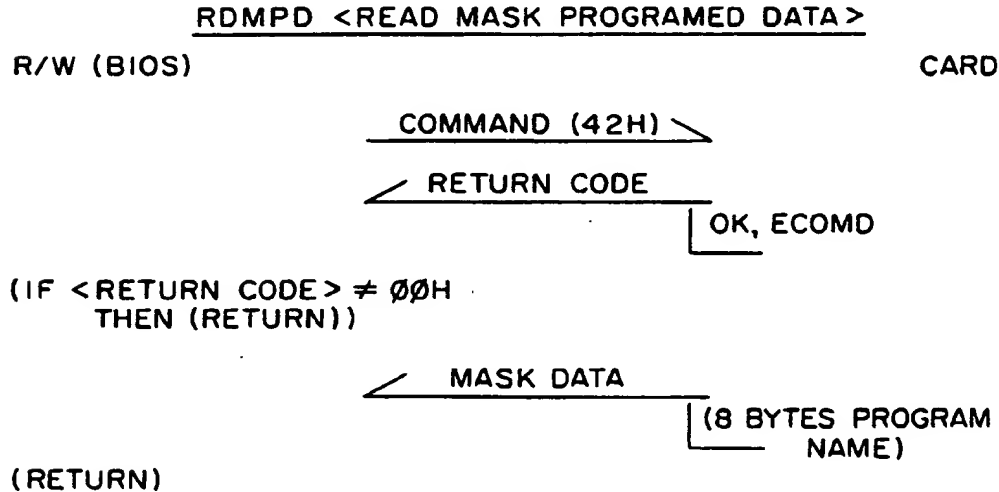 RDMPD <READ MASK PROGRAMED DATA>
R/W (BIOS) CARD
COMMAND (42H)
RETURN CODE
OK, ECOMD
(IF <RETURN CODE> ≠ ØØH
THEN (RETURN))
MASK DATA
(8 BYTES PROGRAM
NAME)
(RETURN)